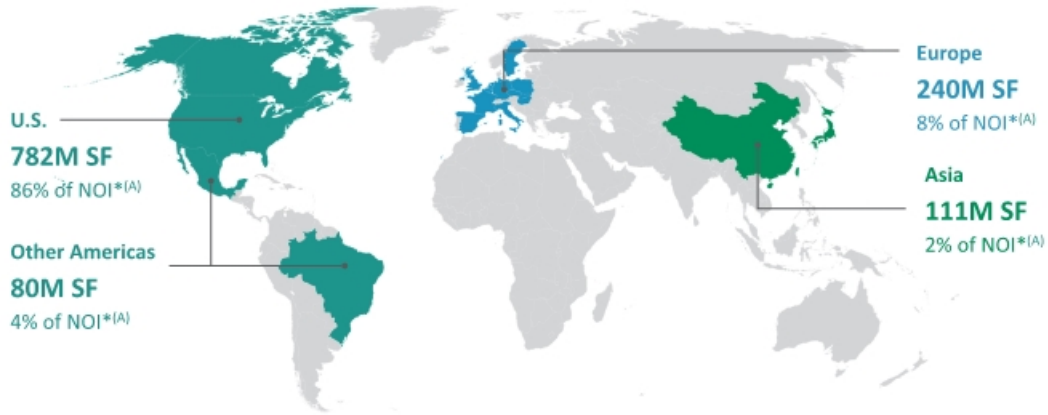 U.S.
782M SF
86% of NOI*(A)
Other Americas
80M SF
4% of NOI*(A)
Europe
240M SF
8% of NOI*(A)
Asia
111M SF
2% of NOI*(A)